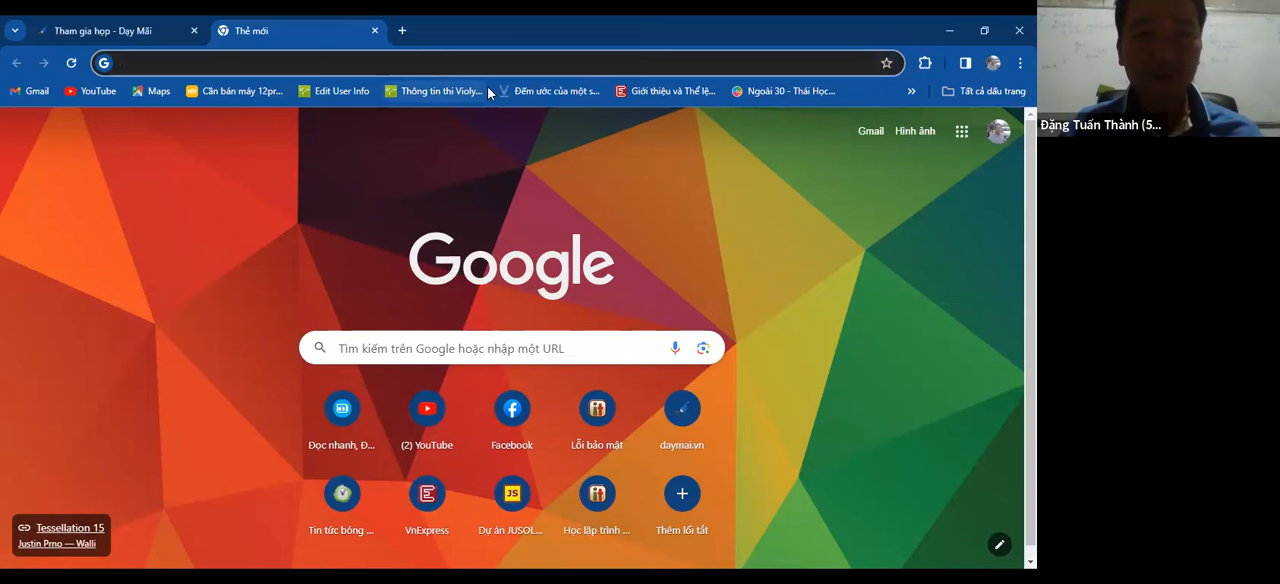 Tham gia họp - Dạy Mãi
Thẻ mới
Gmail
YouTube
Maps
Cần bán máy 12pr...
Edit User Info
Thông tin thi Violy...
Đếm ước của một s...
Giới thiệu và Thể lệ...
Ngoài 30 - Thái Học...
Tất cả dấu trang
Đặng Tuấn Thành (5...
Gmail
Hình ảnh
Google
Tìm kiếm trên Google hoặc nhập một URL
Đọc nhanh, Đ...
(2) YouTube
Facebook
Lỗi bảo mật
daymai.vn
Tin tức bóng ...
VnExpress
JS
Dự án JUSOL...
Học lập trình ...
Thêm lối tắt
Tessellation 15
Justin Prno — Walli